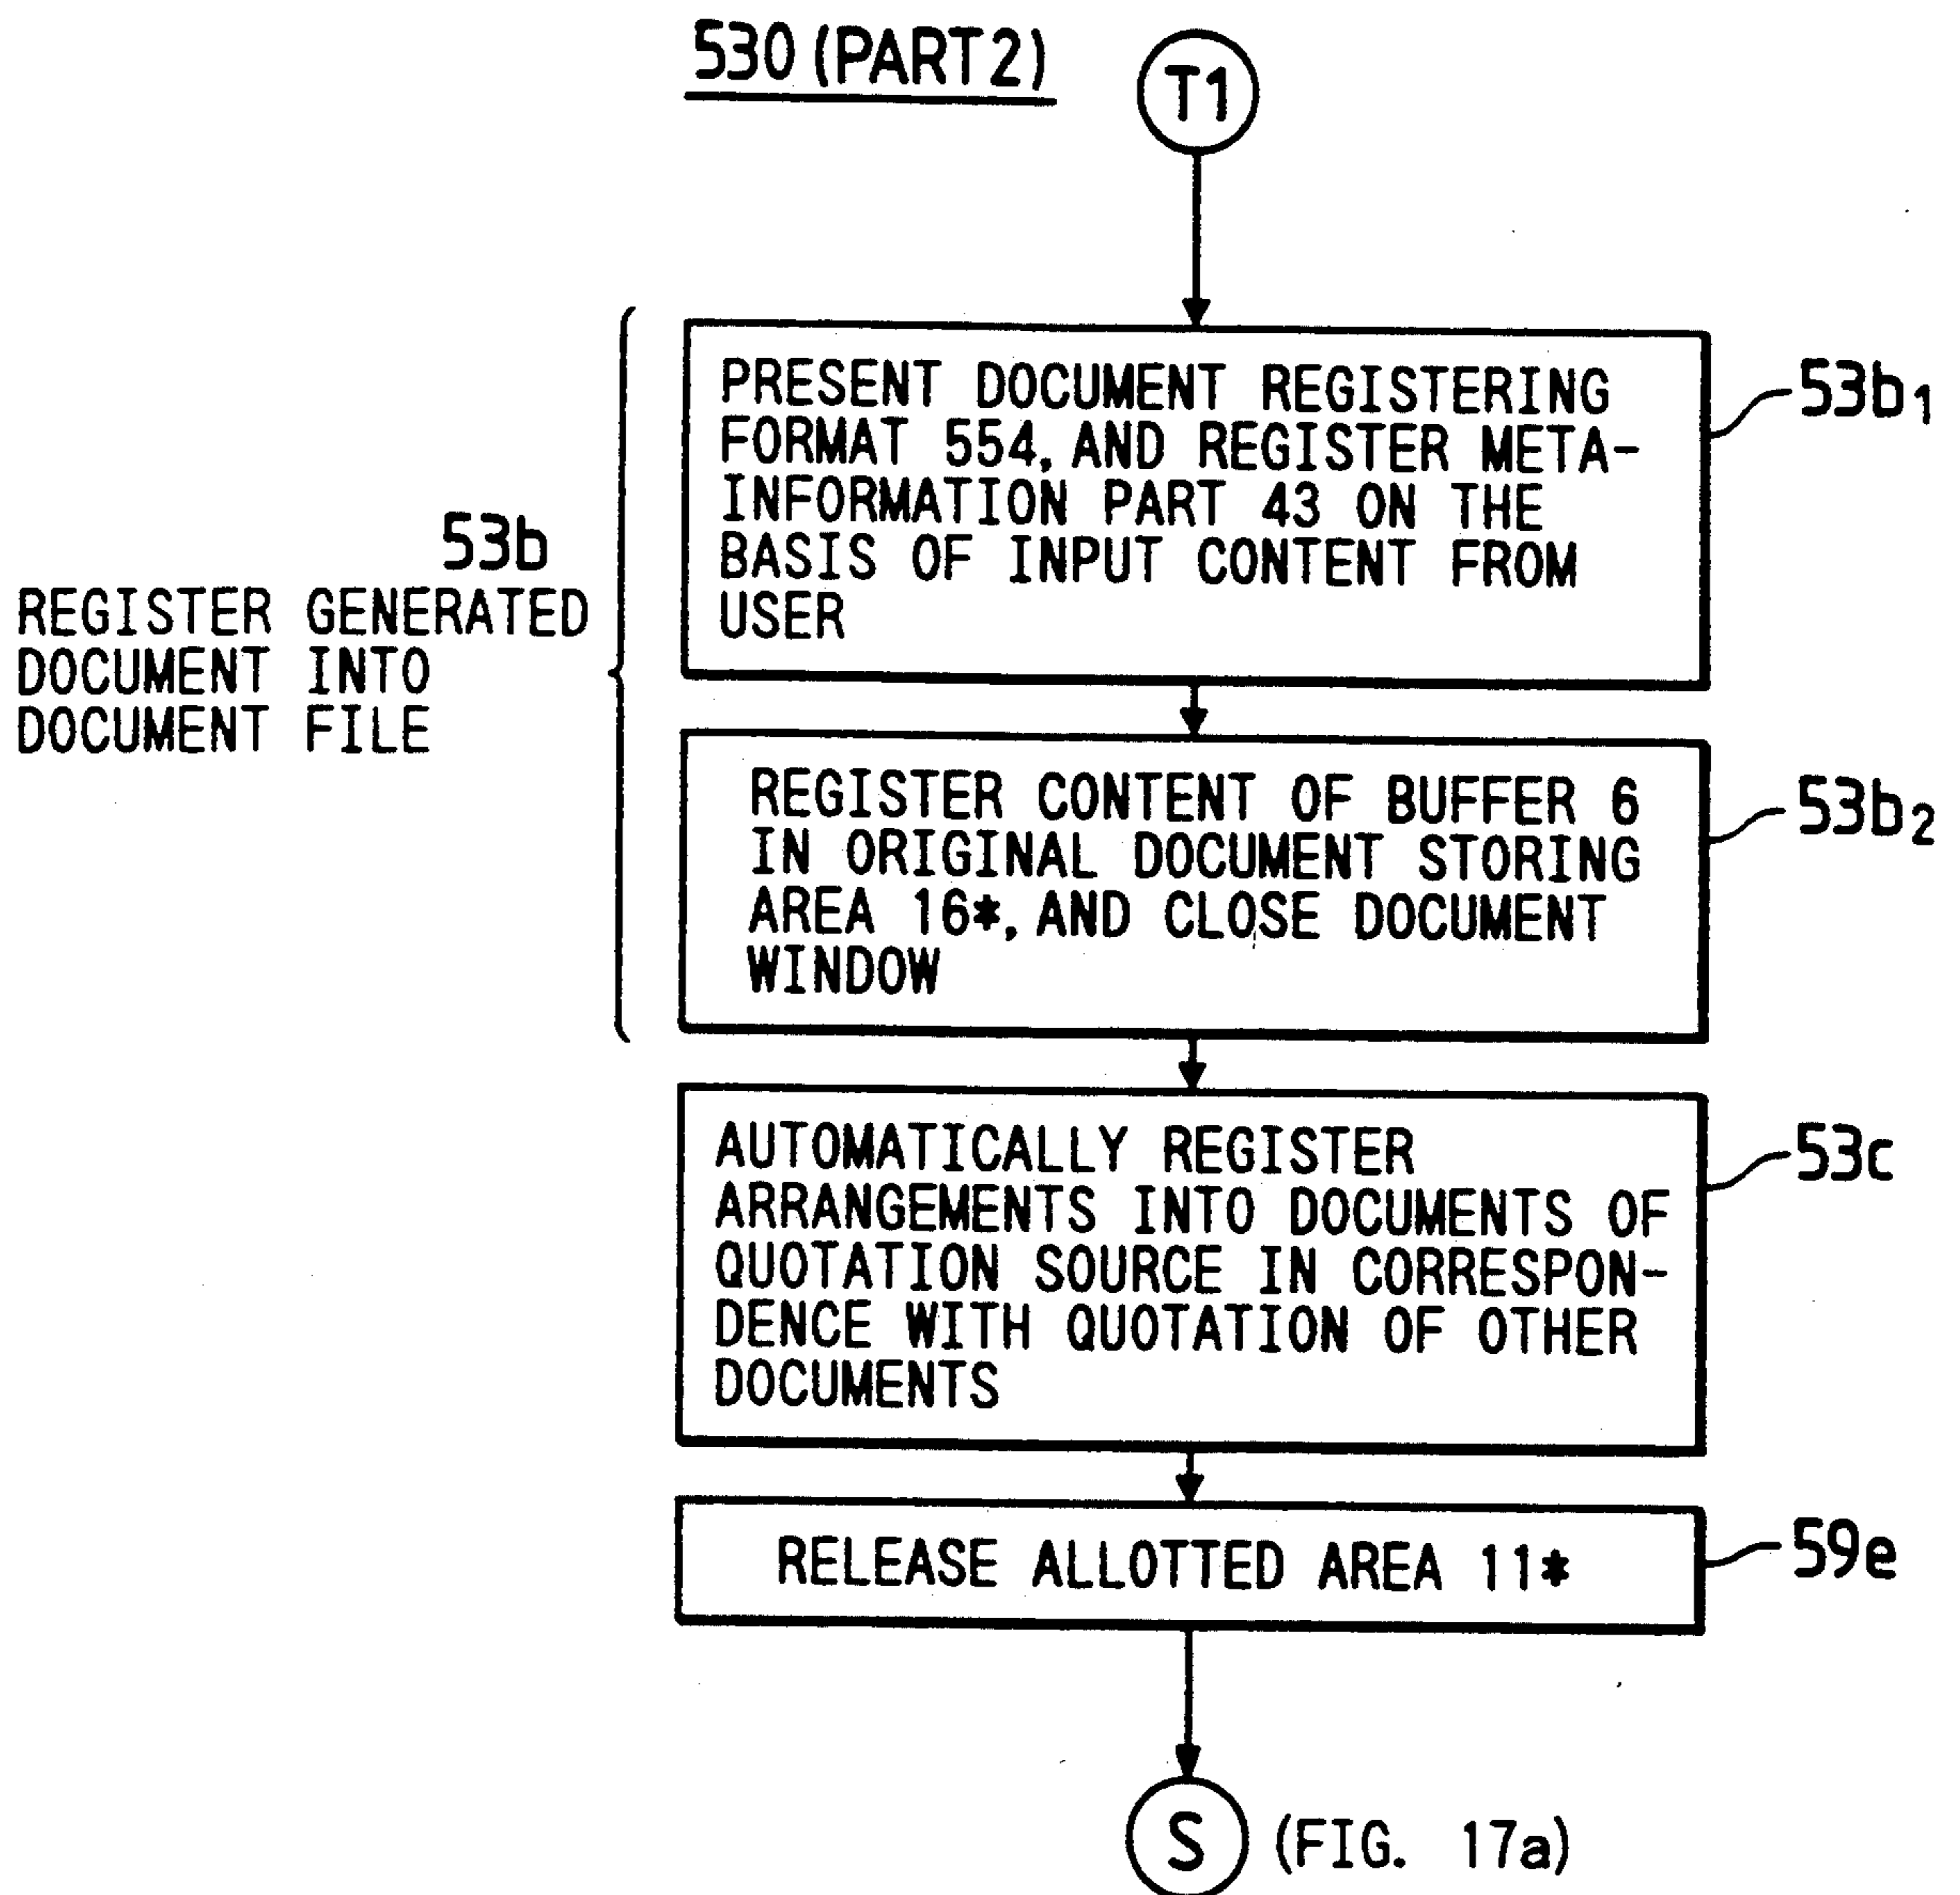 530 (PART 2)
T1
PRESENT DOCUMENT REGISTERING
FORMAT 554, AND REGISTER META-
INFORMATION PART 43 ON THE
BASIS OF INPUT CONTENT FROM
USER
53b1
53b
REGISTER GENERATED
DOCUMENT INTO
DOCUMENT FILE
REGISTER CONTENT OF BUFFER 6
IN ORIGINAL DOCUMENT STORING
AREA 16*, AND CLOSE DOCUMENT
WINDOW
53b2
AUTOMATICALLY REGISTER
ARRANGEMENTS INTO DOCUMENTS OF
QUOTATION SOURCE IN CORRESPON-
DENCE WITH QUOTATION OF OTHER
DOCUMENTS
53c
RELEASE ALLOTTED AREA 11*
59e
S (FIG. 17a)